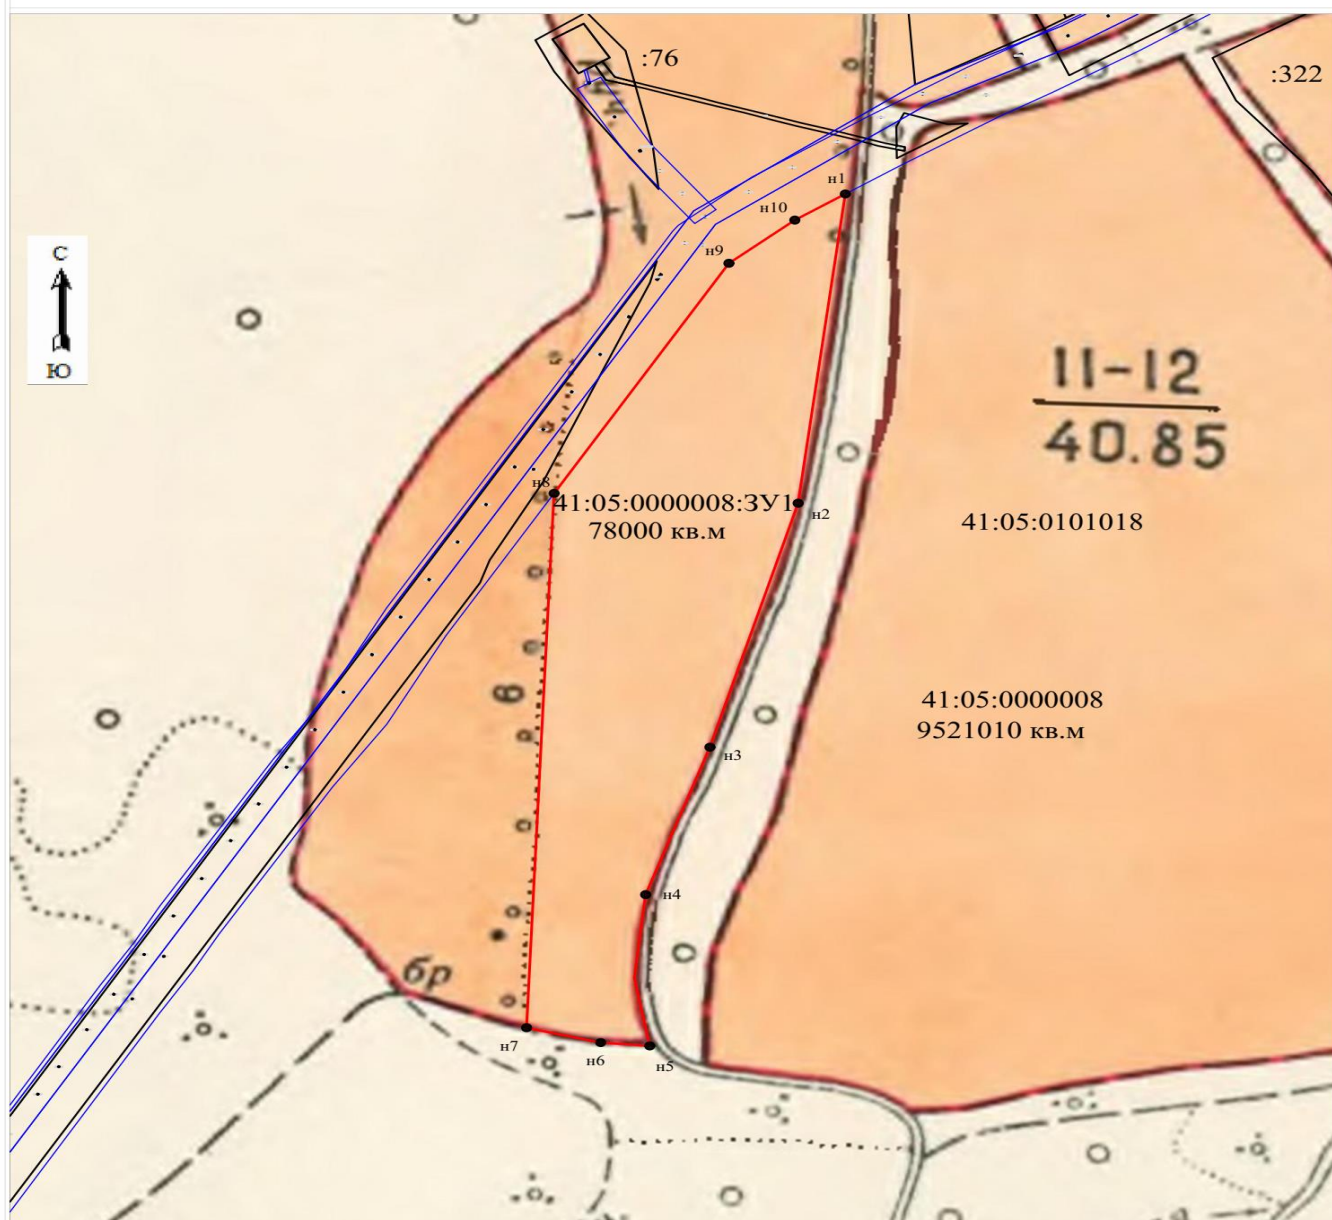 :76
:322
н1
н10
н9
С
Ю
11-12
40.85
н8
41:05:0000008:ЗУ1
78000 кв.м
н2
41:05:0101018
41:05:0000008
9521010 кв.м
в
н3
н4
бр
н7
н6
н5